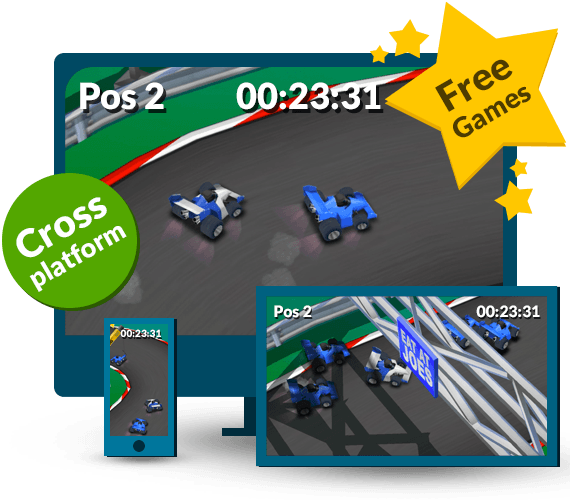 Free
Games
Pos 2
00:23:31
Cross
platform
00:23:31
Pos 2
00:23:31
EAT AT
JOES